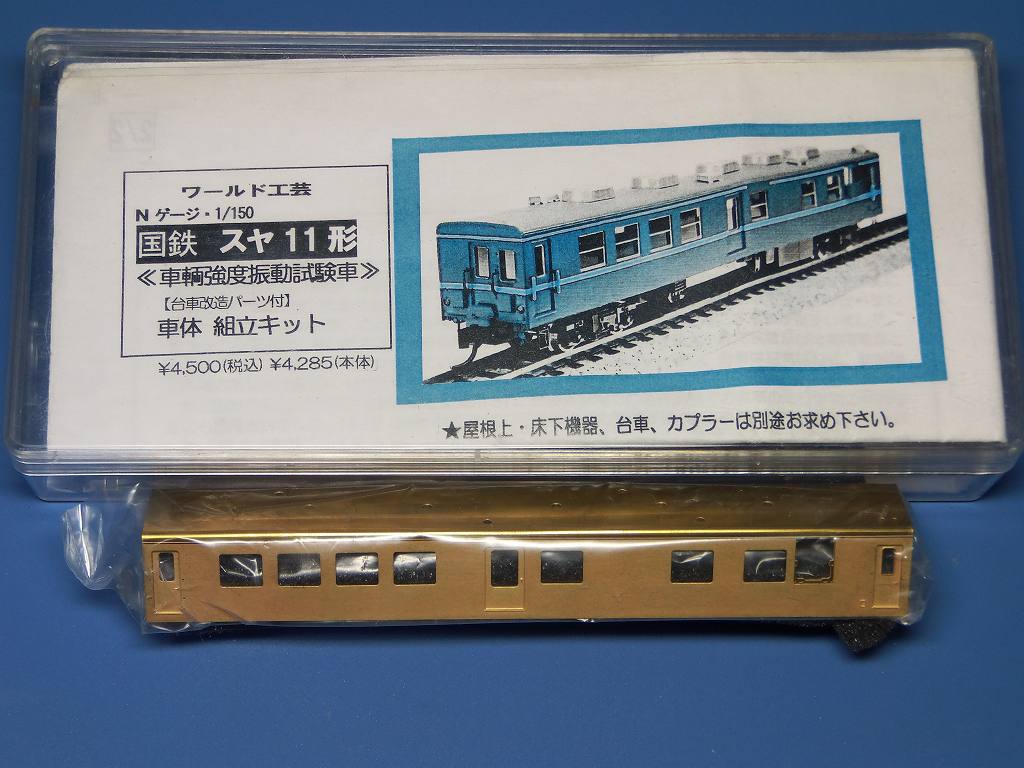 2/2
ワールド工芸
N ゲージ・1/150
国鉄 スヤ 11 形
≪車輌強度振動試験車≫
【台車改造パーツ付】
車体 組立キット
¥4,500(税込) ¥4,285(本体)
★屋根上・床下機器、台車、カプラーは別途お求め下さい。